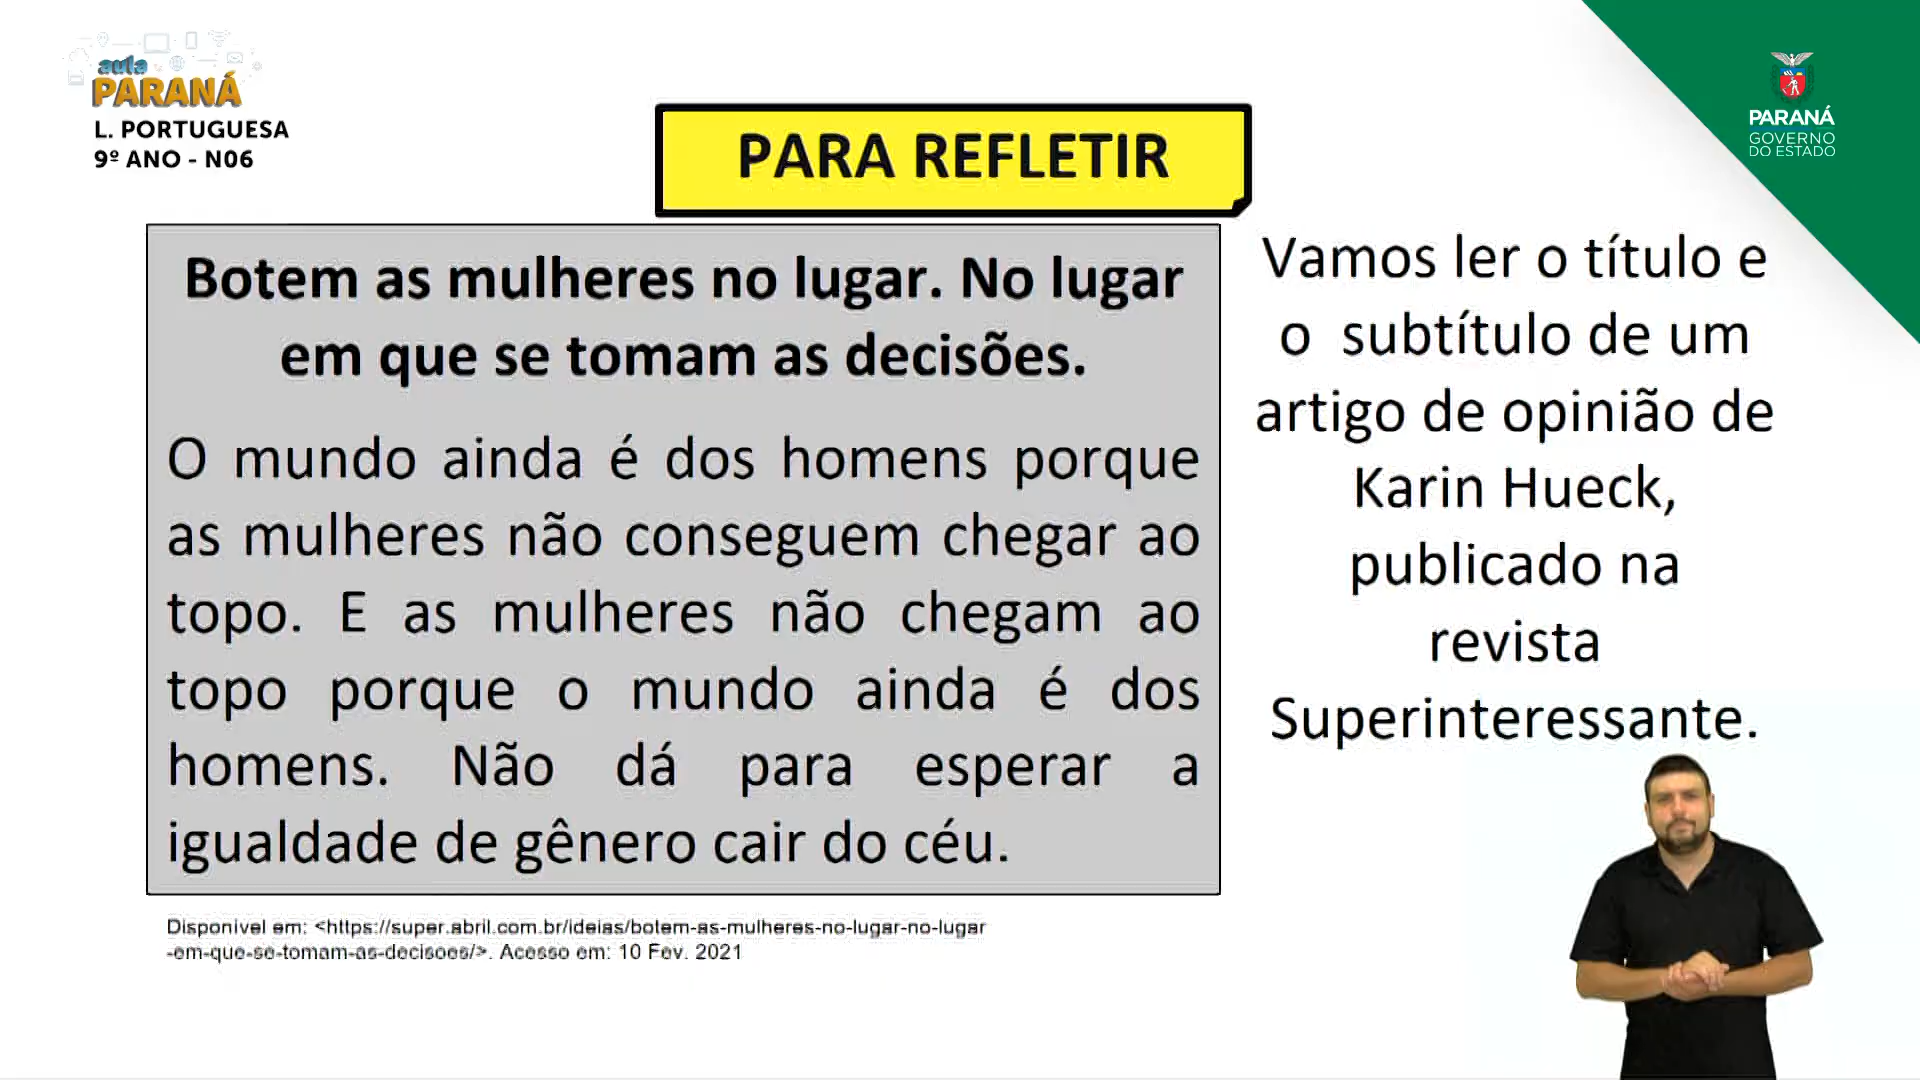 aula
PARANÁ
L. PORTUGUESA
9º ANO - N06
PARANÁ
GOVERNO
DO ESTADO
PARA REFLETIR
Botem as mulheres no lugar. No lugar
em que se tomam as decisões.
O mundo ainda é dos homens porque
as mulheres não conseguem chegar ao
topo. E as mulheres não chegam ao
topo porque o mundo ainda é dos
homens. Não dá para esperar a
igualdade de gênero cair do céu.
Disponível em: <https://super.abril.com.br/ideias/botem-as-mulheres-no-lugar-no-lugar
-em-que-se-tomam-as-decisoes/>. Acesso em: 10 Fev. 2021
Vamos ler o título e
o subtítulo de um
artigo de opinião de
Karin Hueck,
publicado na
revista
Superinteressante.